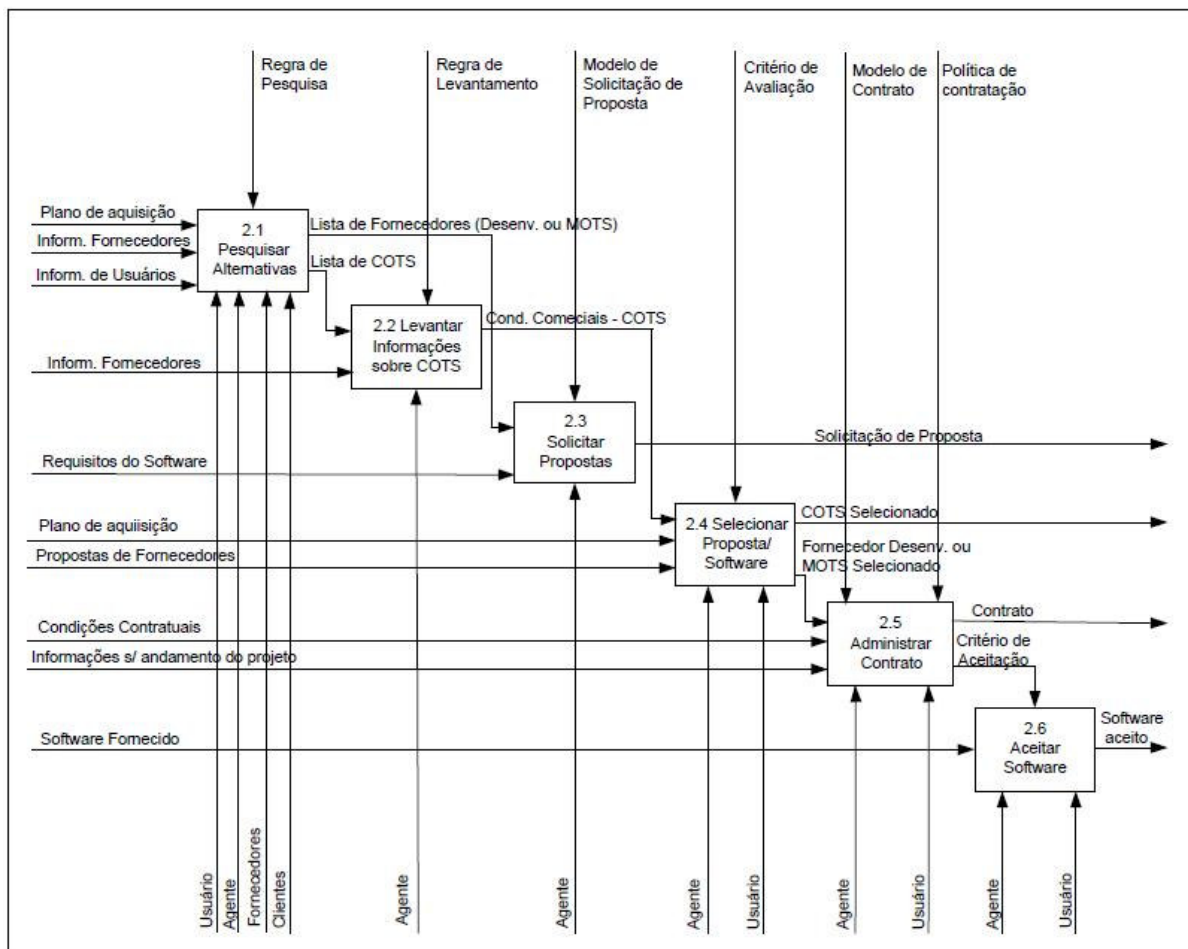 Regra de
Pesquisa
Regra de
Levantamento
Modelo de
Solicitação de
Proposta
Critério de
Avaliação
Modelo de
Contrato
Política de
contratação
Plano de aquisição
Inform. Fornecedores
Inform. de Usuários
2.1
Pesquisar
Alternativas
Lista de Fornecedores (Desenv. ou MOTS)
Lista de COTS
Inform. Fornecedores
2.2 Levantar
Informações
sobre COTS
Cond. Comeciais - COTS
Requisitos do Software
2.3
Solicitar
Propostas
Solicitação de Proposta
Plano de aquiisição
Propostas de Fornecedores
2.4 Selecionar
Proposta/
Software
COTS Selecionado
Fornecedor Desenv. ou
MOTS Selecionado
Condições Contratuais
Informações s/ andamento do projeto
2.5
Administrar
Contrato
Contrato
Critério de
Aceitação
Software Fornecido
2.6
Aceitar
Software
Software
aceito
Usuário
Agente
Fornecedores
Clientes
Agente
Agente
Agente
Usuário
Agente
Usuário
Agente
Usuário